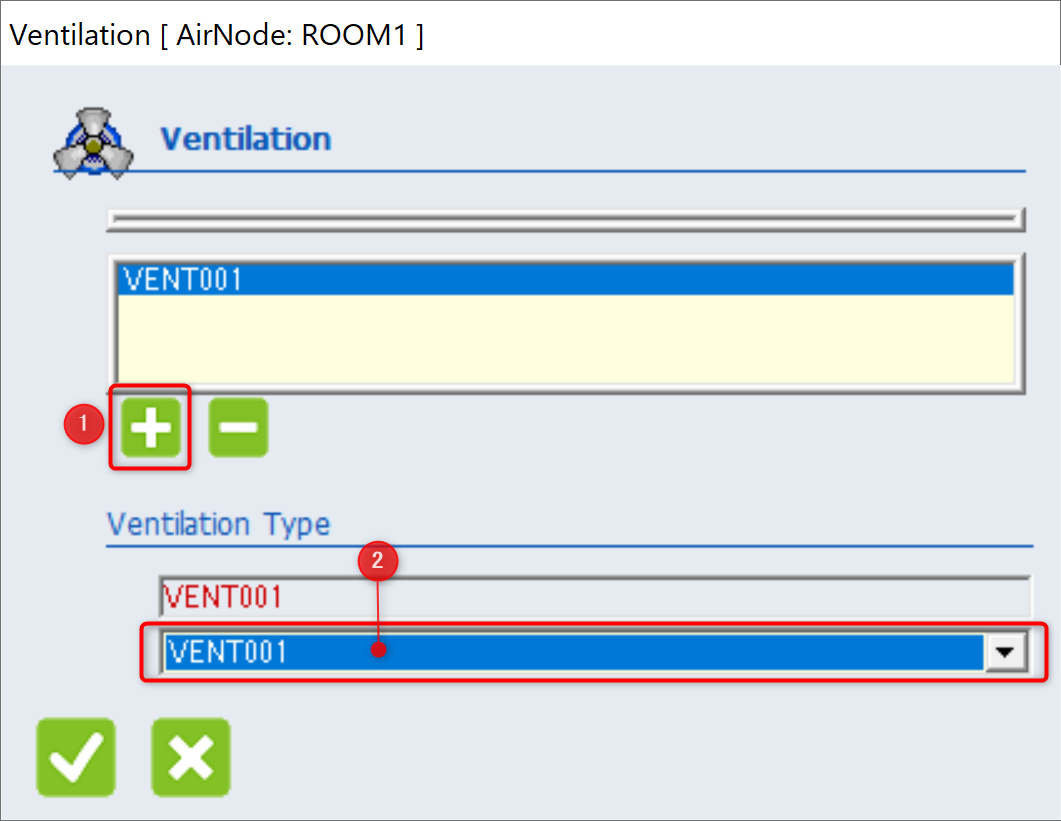 Ventilation [ AirNode: ROOM1 ]
Ventilation
VENT001
1
Ventilation Type
2
VENT001
VENT001